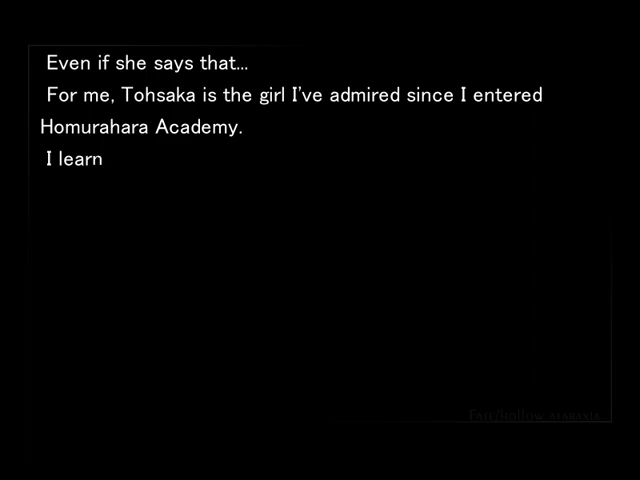 Even if she says that...
For me, Tohsaka is the girl I've admired since I entered
Homurahara Academy.
I learn
Fate/hollow ataraxia